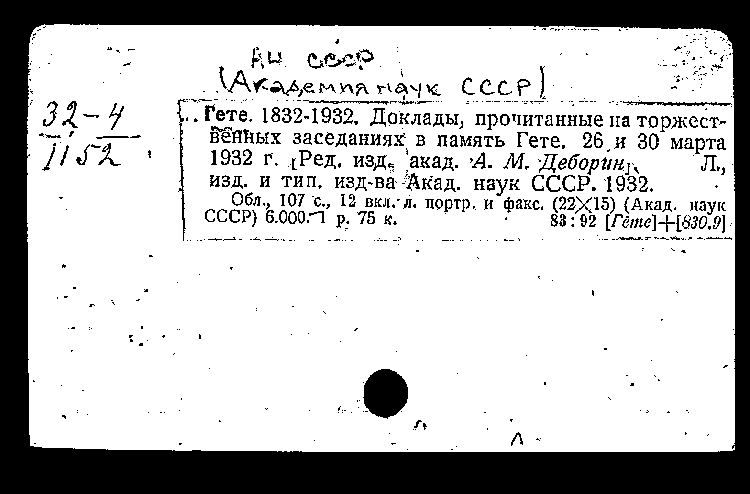 АН СССР
(Академия наук СССР)
32-4
1152
Гете. 1832-1932. Доклады, прочитанные на торжест-
венных заседаниях в память Гете. 26 и 30 марта
1932 г. [Ред. изд. акад. А. М. Деборин]. Л.,
изд. и тип. изд-ва Акад. наук СССР. 1932.
Обл., 107 с., 12 вкл. л. портр. и факс. (22×15) (Акад. наук
СССР) 6.000. 1 р. 75 к. 83:92 [Гете]+[830.9]